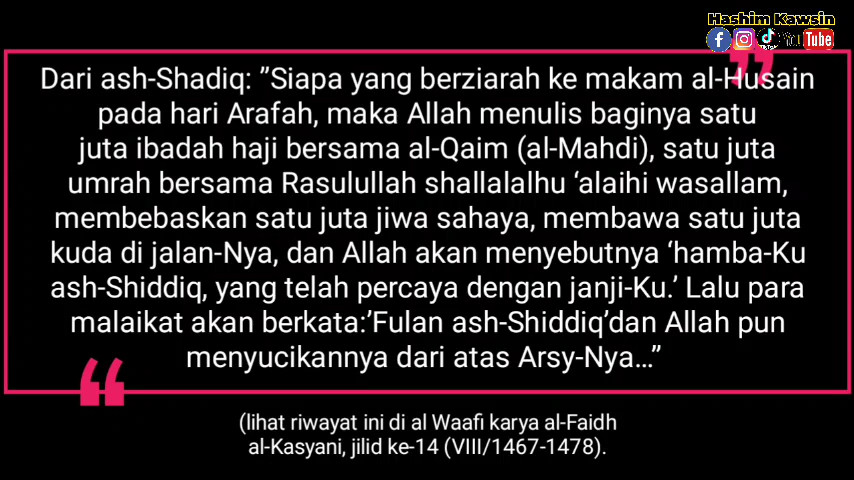 Hashim Kawsin
TikTok
YouTube
Dari ash-Shadiq: ”Siapa yang berziarah ke makam al-Husain
pada hari Arafah, maka Allah menulis baginya satu
juta ibadah haji bersama al-Qaim (al-Mahdi), satu juta
umrah bersama Rasulullah shallalalhu ‘alaihi wasallam,
membebaskan satu juta jiwa sahaya, membawa satu juta
kuda di jalan-Nya, dan Allah akan menyebutnya ‘hamba-Ku
ash-Shiddiq, yang telah percaya dengan janji-Ku.’ Lalu para
malaikat akan berkata:’Fulan ash-Shiddiq’dan Allah pun
menyucikannya dari atas Arsy-Nya…”
(lihat riwayat ini di al Waafi karya al-Faidh
al-Kasyani, jilid ke-14 (VIII/1467-1478).